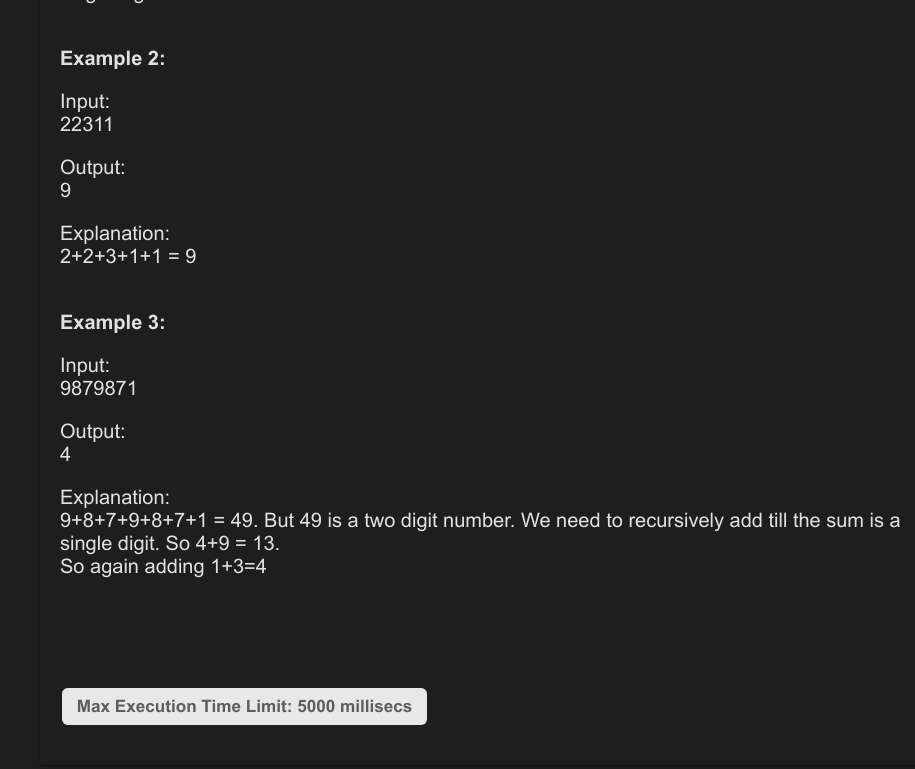 Example 2:
Input:
22311
Output:
9
Explanation:
2+2+3+1+1 = 9
Example 3:
Input:
9879871
Output:
4
Explanation:
9+8+7+9+8+7+1 = 49. But 49 is a two digit number. We need to recursively add till the sum is a
single digit. So 4+9 = 13.
So again adding 1+3=4
Max Execution Time Limit: 5000 millisecs